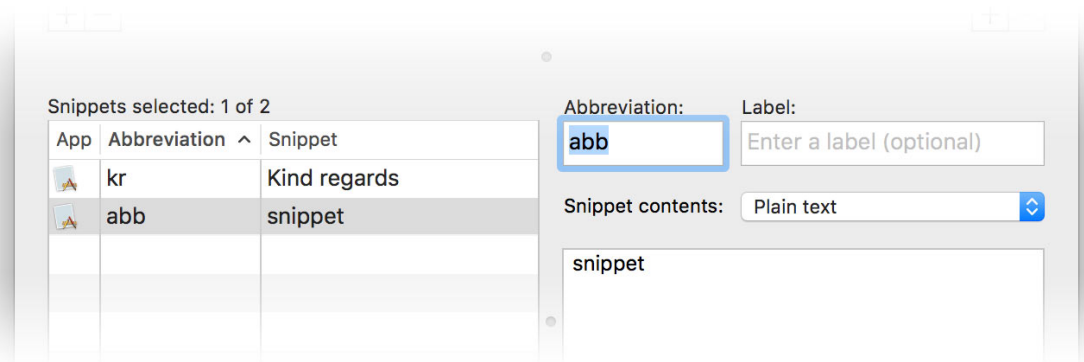 Snippets selected: 1 of 2
App Abbreviation Snippet
kr Kind regards
abb snippet
Abbreviation: Label:
abb Enter a label (optional)
Snippet contents: Plain text
snippet